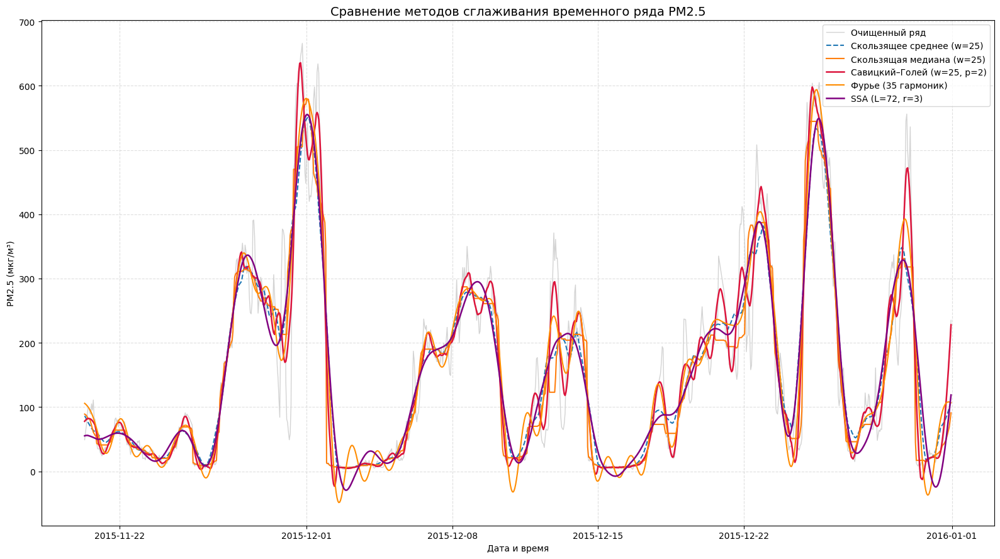 Сравнение методов сглаживания временного ряда PM2.5
Очищенный ряд
Скользящее среднее (w=25)
Скользящая медиана (w=25)
Савицкий–Голей (w=25, p=2)
Фурье (35 гармоник)
SSA (L=72, r=3)
PM2.5 (мкг/м³)
700
600
500
400
300
200
100
0
2015-11-22
2015-12-01
2015-12-08
2015-12-15
2015-12-22
2016-01-01
Дата и время